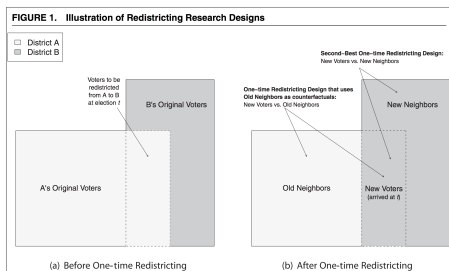 FIGURE 1. Illustration of Redistricting Research Designs
District A
District B
Voters to be
redistricted
from A to B
at election t
B's Original Voters
A's Original Voters
(a) Before One-time Redistricting
Second-Best One-time Redistricting Design:
New Voters vs. New Neighbors
One-time Redistricting Design that uses
Old Neighbors as counterfactuals:
New Voters vs. Old Neighbors
New Neighbors
Old Neighbors
New Voters
(arrived at t)
(b) After One-time Redistricting